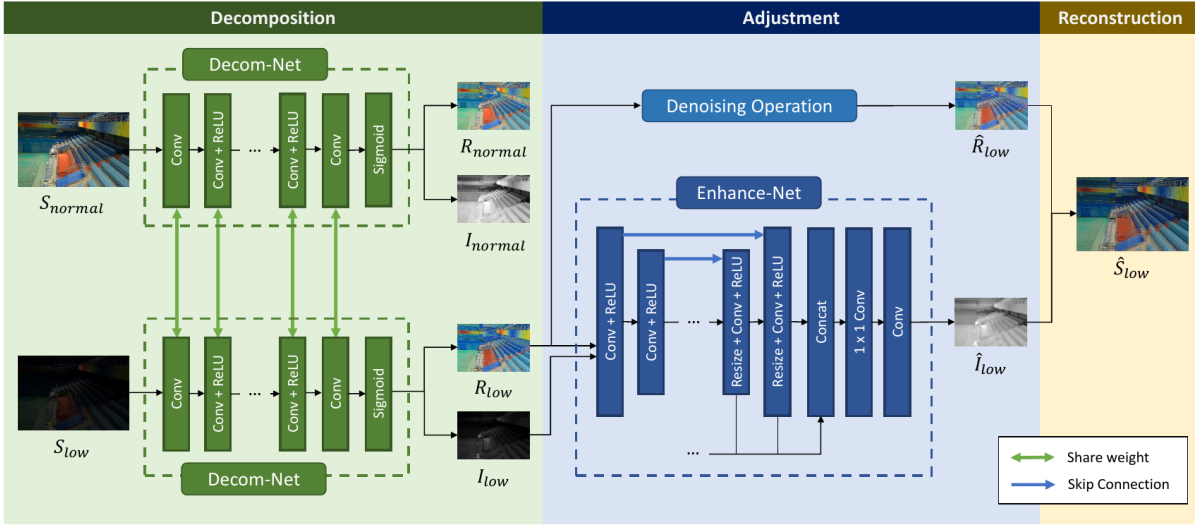 Decomposition
Adjustment
Reconstruction
Decom-Net
Conv
Conv + ReLU
...
Conv + ReLU
Conv
Sigmoid
S_normal
R_normal
I_normal
Denoising Operation
R̂_low
Enhance-Net
Conv + ReLU
Conv + ReLU
...
Resize + Conv + ReLU
Resize + Conv + ReLU
Concat
1 x 1 Conv
Conv
...
Î_low
Ŝ_low
Conv
Conv + ReLU
...
Conv + ReLU
Conv
Sigmoid
Decom-Net
S_low
R_low
I_low
Share weight
Skip Connection